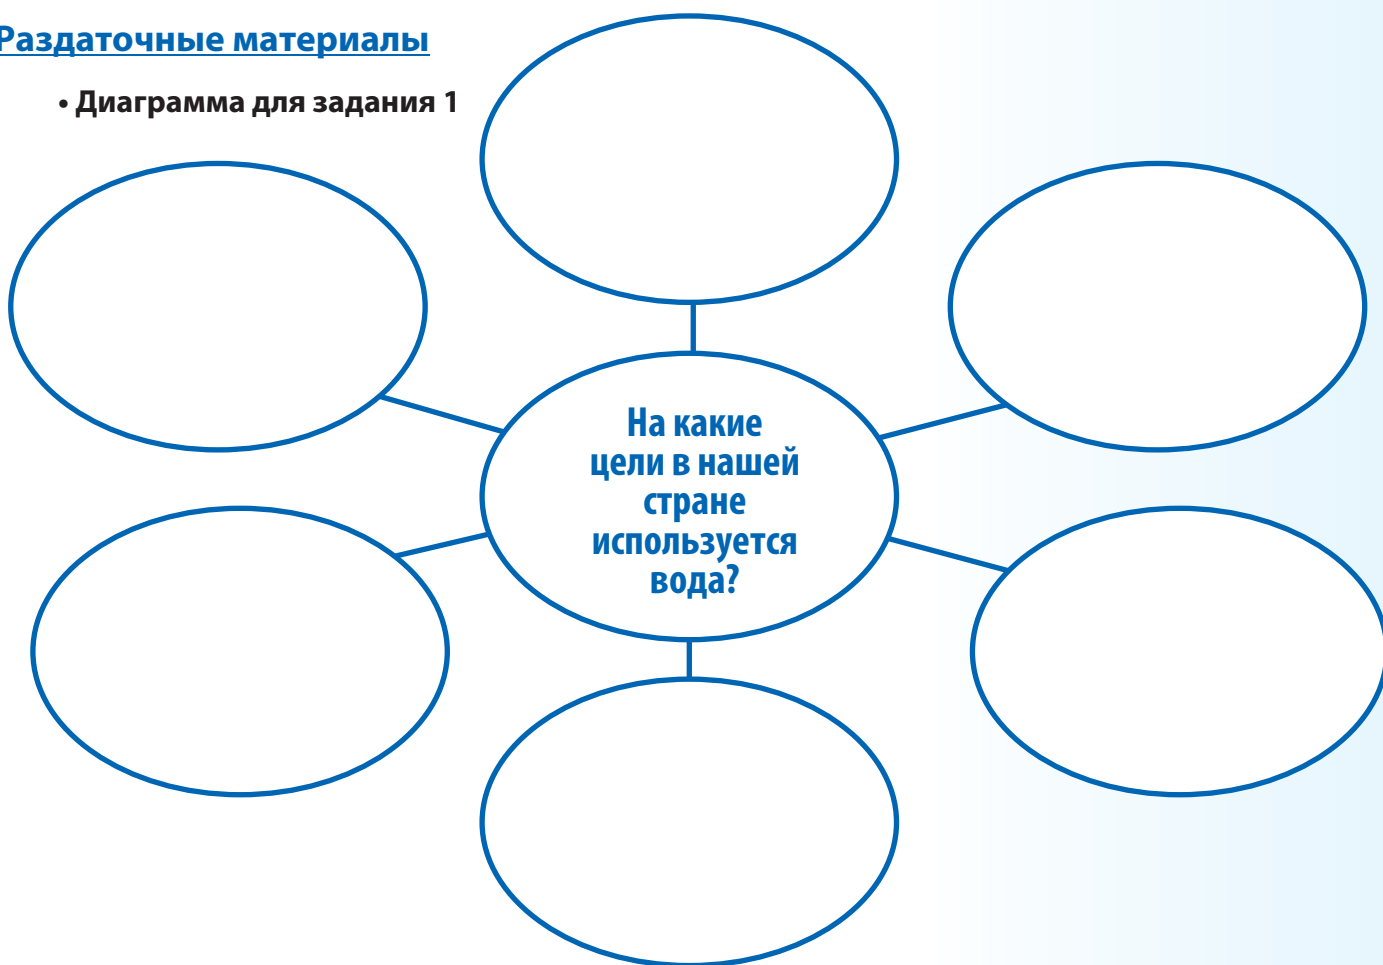 Раздаточные материалы
• Диаграмма для задания 1
На какие
цели в нашей
стране
используется
вода?